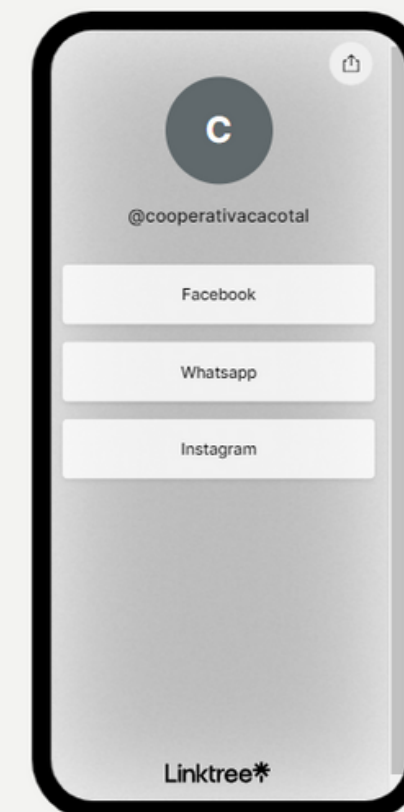 C
@cooperativacacotal
Facebook
Whatsapp
Instagram
Linktree